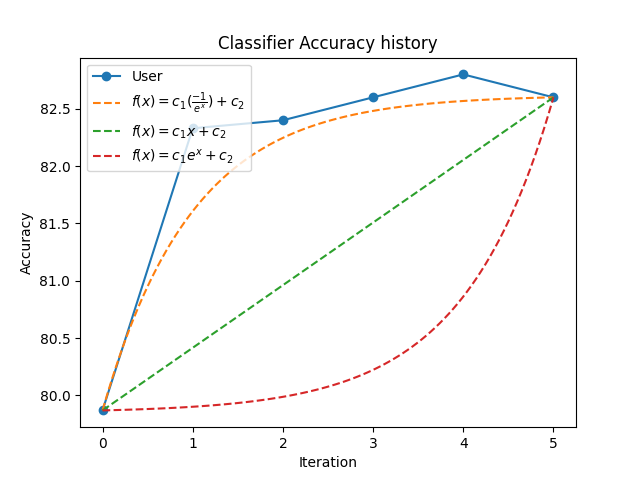 Classifier Accuracy history
User
f(x) = c₁(−1/eˣ) + c₂
f(x) = c₁x + c₂
f(x) = c₁eˣ + c₂
82.5
82.0
81.5
81.0
80.5
80.0
Accuracy
0 1 2 3 4 5
Iteration